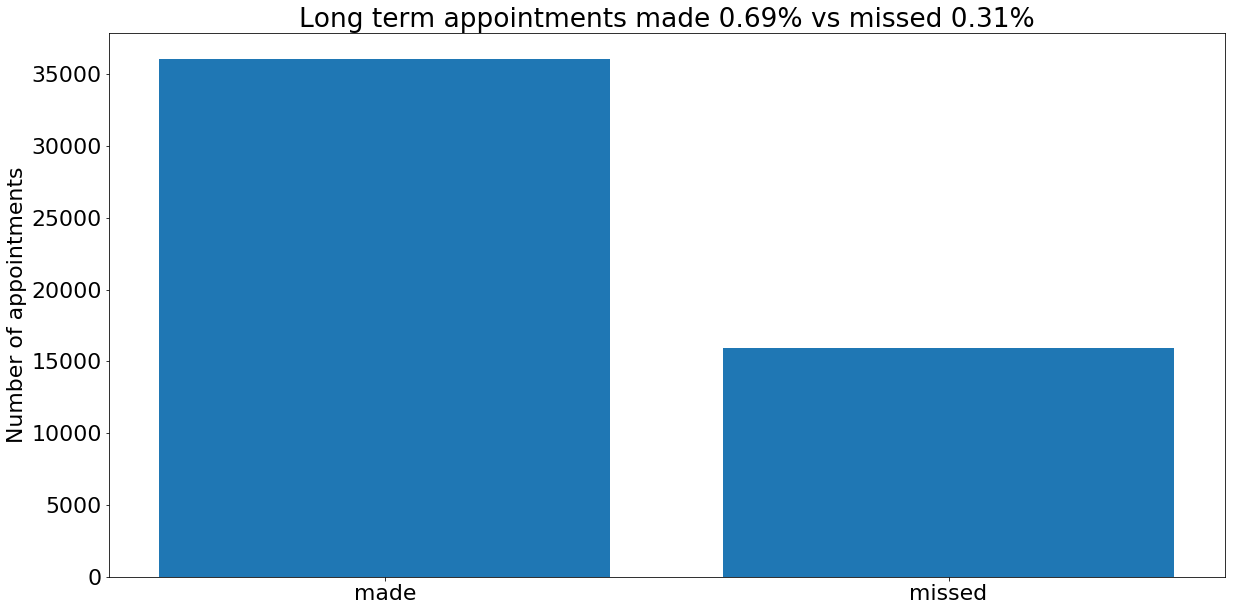 Long term appointments made 0.69% vs missed 0.31%
Number of appointments
35000
30000
25000
20000
15000
10000
5000
0
made
missed